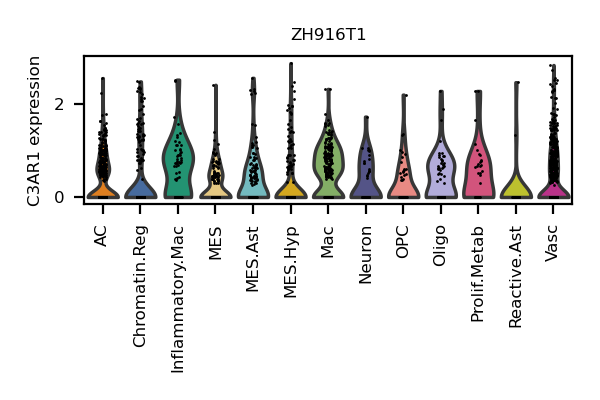 ZH916T1
C3AR1 expression
2
0
AC
Chromatin.Reg
Inflammatory.Mac
MES
MES.Ast
MES.Hyp
Mac
Neuron
OPC
Oligo
Prolif.Metab
Reactive.Ast
Vasc